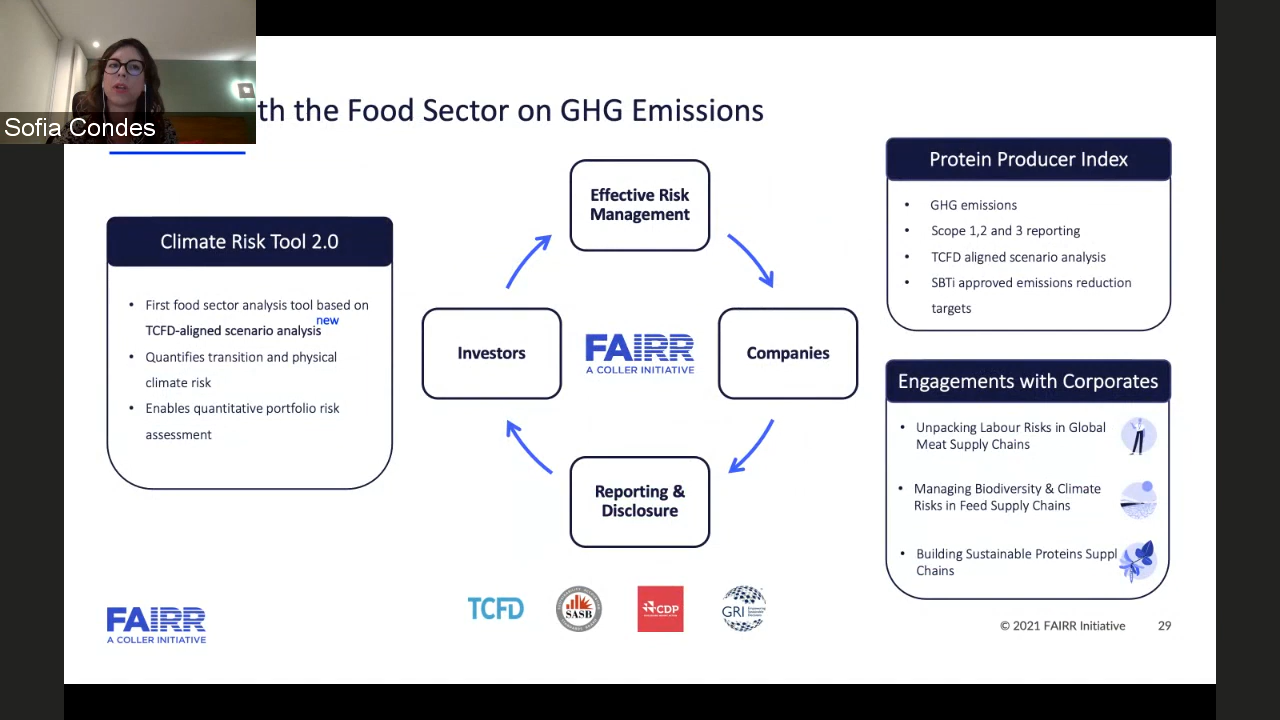 Sofia Condes
th the Food Sector on GHG Emissions
Climate Risk Tool 2.0
• First food sector analysis tool based on
TCFD-aligned scenario analysis
new
• Quantifies transition and physical
climate risk
• Enables quantitative portfolio risk
assessment
Effective Risk
Management
Investors
FAIRR
A COLLER INITIATIVE
Companies
Reporting &
Disclosure
Protein Producer Index
• GHG emissions
• Scope 1,2 and 3 reporting
• TCFD aligned scenario analysis
• SBTi approved emissions reduction
targets
Engagements with Corporates
• Unpacking Labour Risks in Global
Meat Supply Chains
• Managing Biodiversity & Climate
Risks in Feed Supply Chains
• Building Sustainable Proteins Suppl
Chains
TCFD
SASB
CDP
GRI
FAIRR
A COLLER INITIATIVE
© 2021 FAIRR Initiative
29